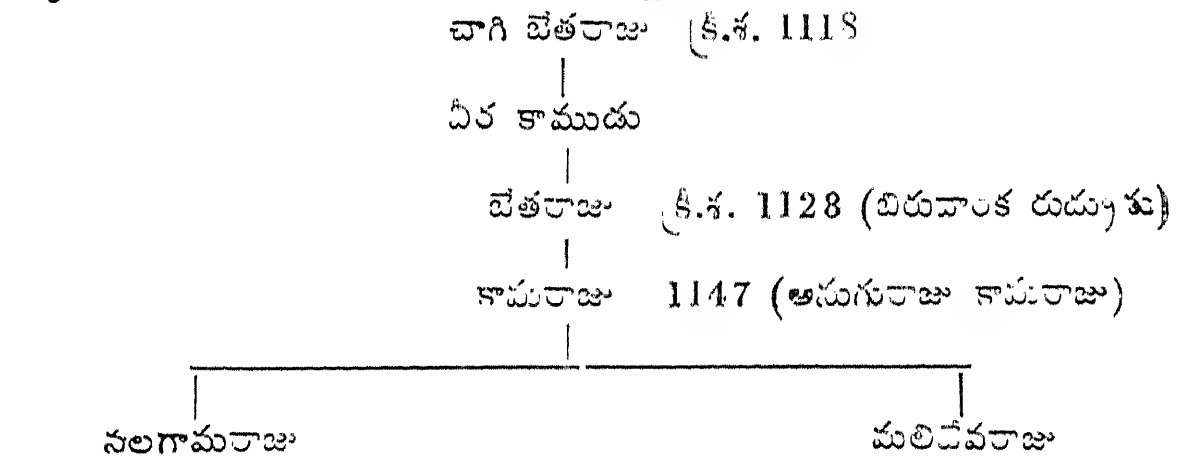 చాగి బేతరాజు క్రీ.శ. 1118
వీర కాముడు
బేతరాజు క్రీ.శ. 1128 (బిరువాంక రుద్రుడు)
కామరాజు 1147 (అనుగురాజు కామరాజు)
నలగామరాజు మలిదేవరాజు